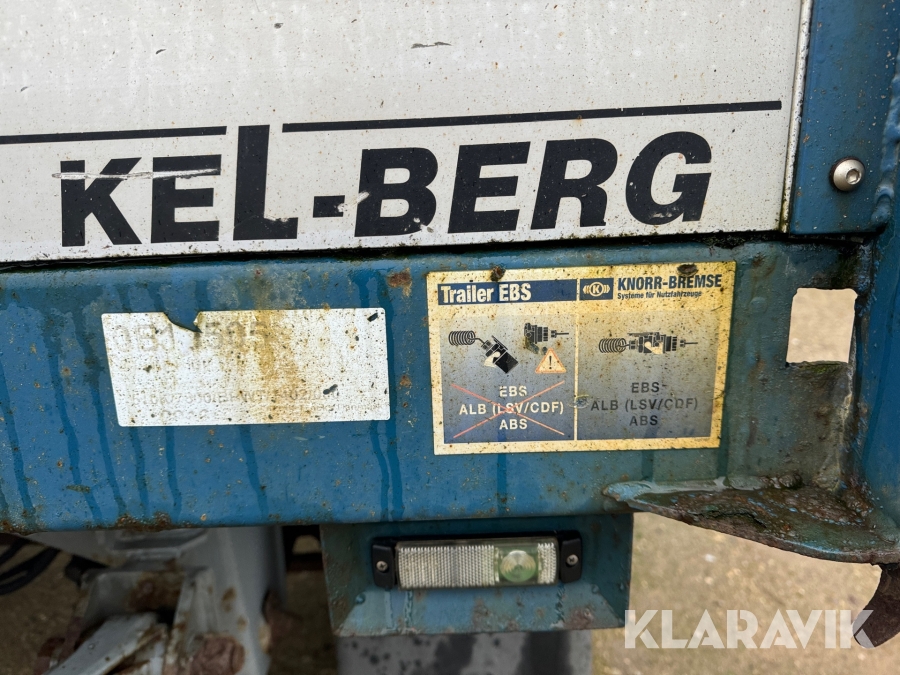 KEL-BERG
Trailer EBS
KNORR-BREMSE
Systeme für Nutzfahrzeuge
EBS
ALB (LSV/CDF)
ABS
EBS-
ALB (LSV/CDF)
ABS
KLARAVIK